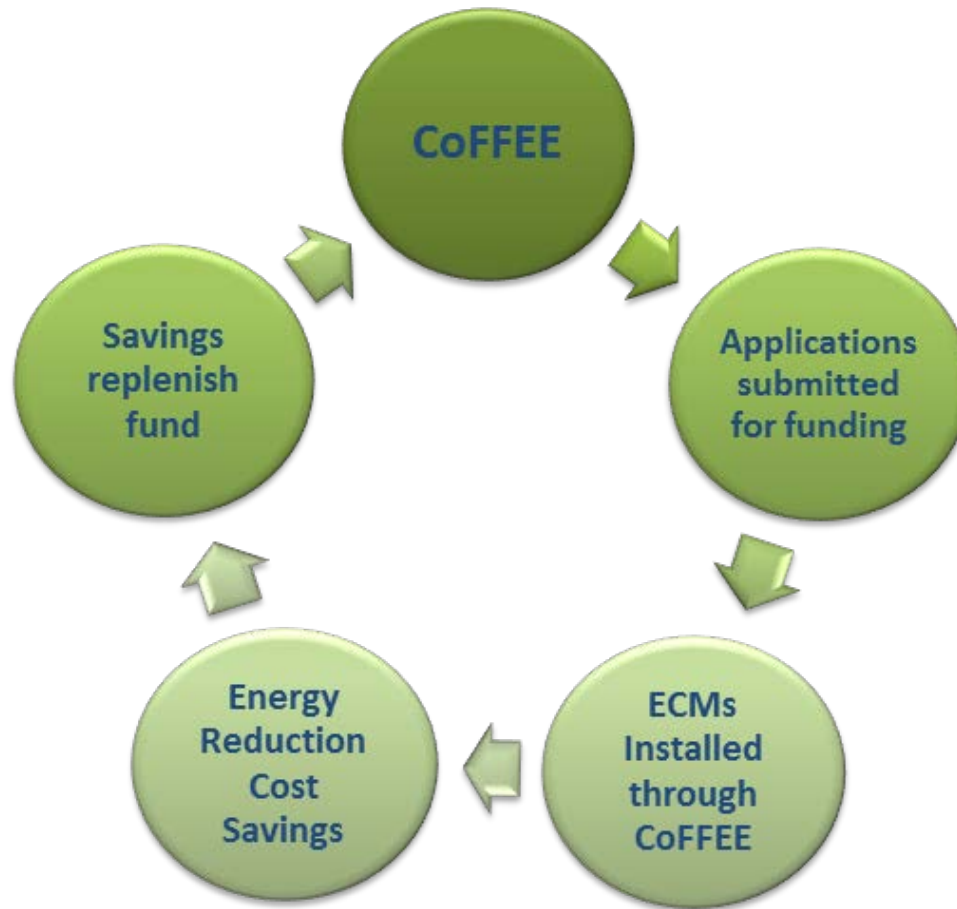 CoFFEE
Applications
submitted
for funding
ECMs
Installed
through
CoFFEE
Energy
Reduction
Cost
Savings
Savings
replenish
fund